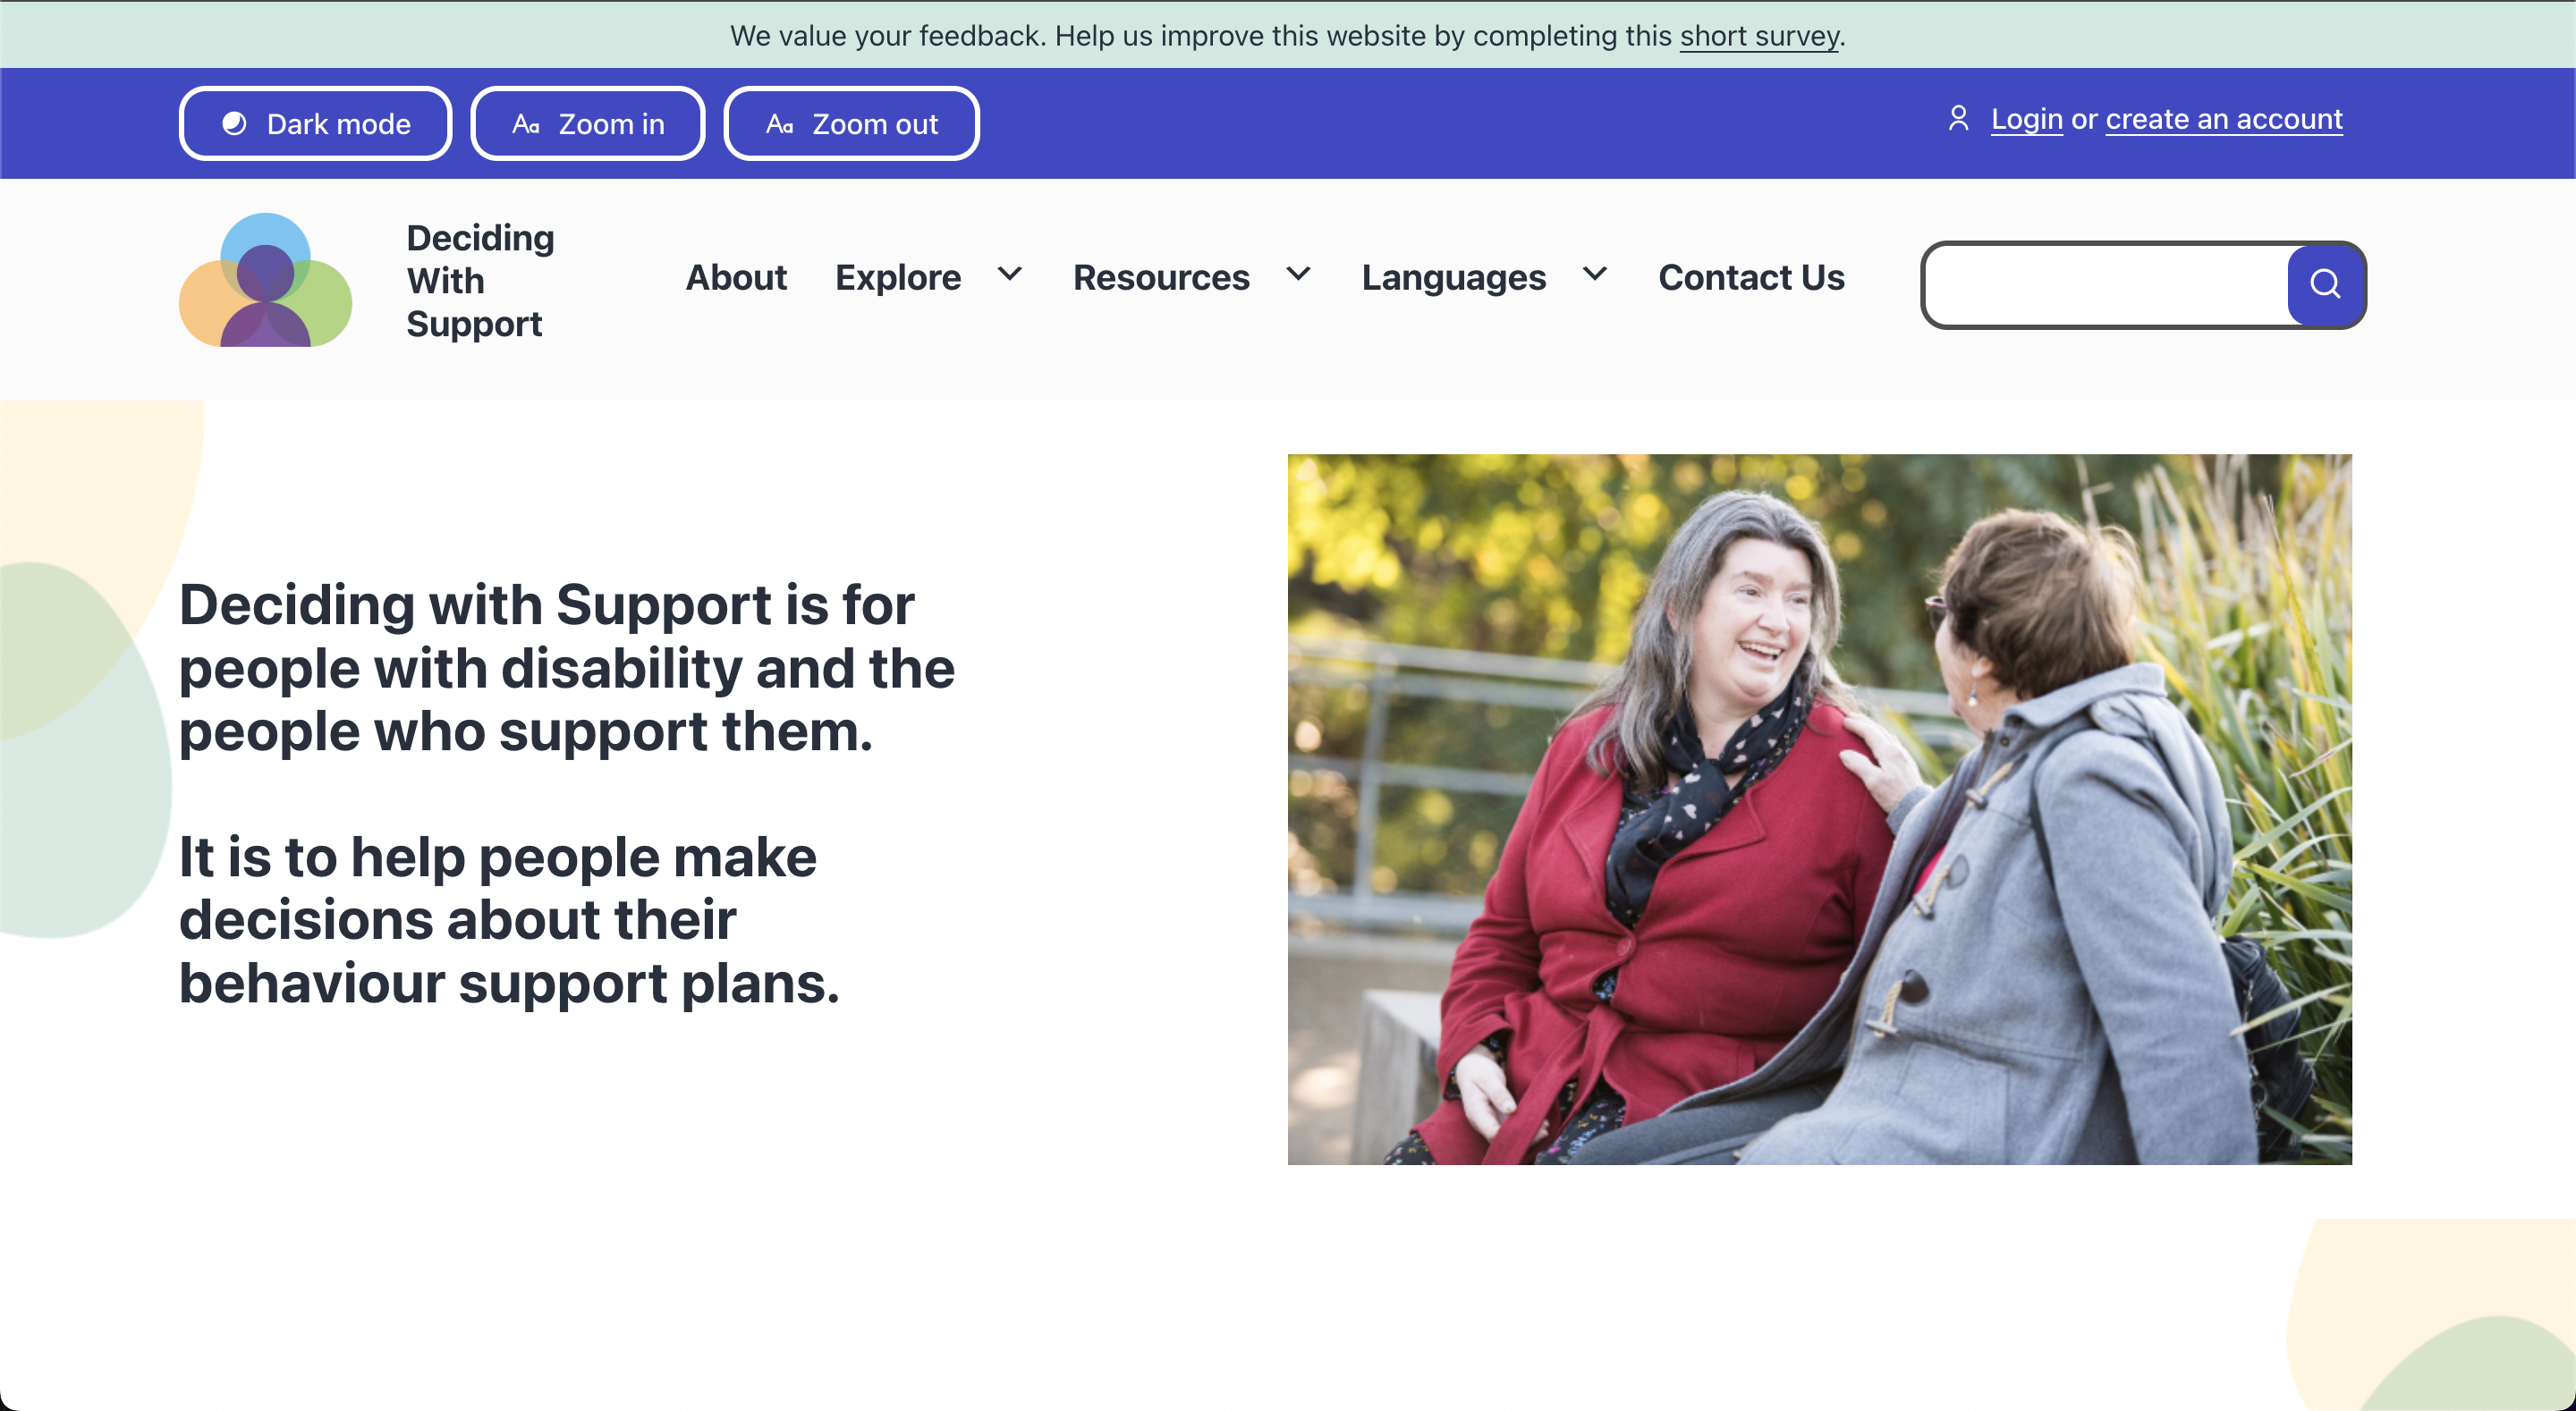 We value your feedback. Help us improve this website by completing this short survey.
Dark mode
Aa Zoom in
Aa Zoom out
Login or create an account
Deciding
With
Support
About
Explore
Resources
Languages
Contact Us
Deciding with Support is for
people with disability and the
people who support them.
It is to help people make
decisions about their
behaviour support plans.